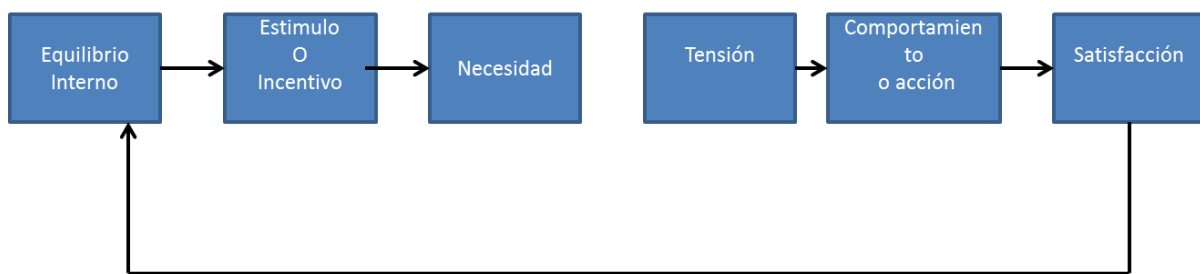 Equilibrio
Interno
Estimulo
O
Incentivo
Necesidad
Tensión
Comportamien
to
o acción
Satisfacción